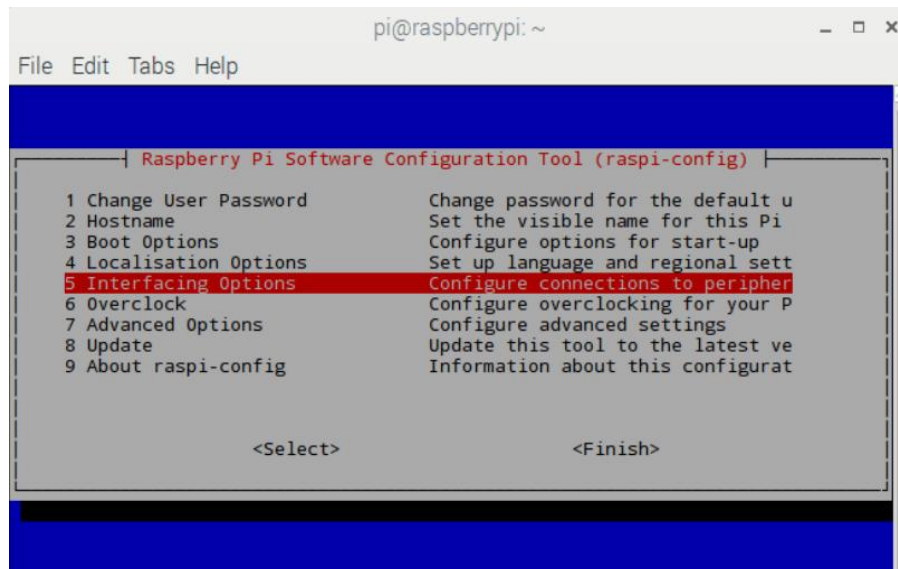 pi@raspberrypi: ~
File Edit Tabs Help
Raspberry Pi Software Configuration Tool (raspi-config)
1 Change User Password Change password for the default u
2 Hostname Set the visible name for this Pi
3 Boot Options Configure options for start-up
4 Localisation Options Set up language and regional sett
5 Interfacing Options Configure connections to peripher
6 Overclock Configure overclocking for your P
7 Advanced Options Configure advanced settings
8 Update Update this tool to the latest ve
9 About raspi-config Information about this configurat
<Select> <Finish>